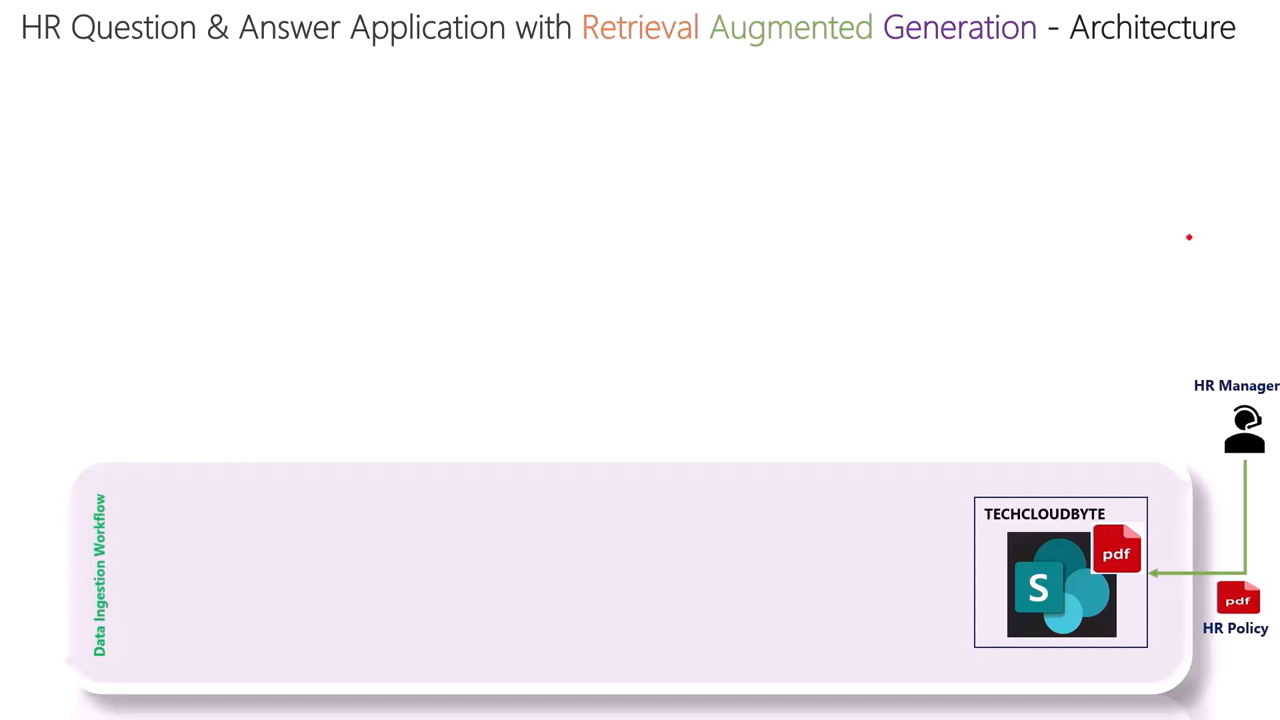 HR Question & Answer Application with Retrieval Augmented Generation - Architecture
HR Manager
Data Ingestion Workflow
TECHCLOUDBYTE
pdf
S
pdf
HR Policy